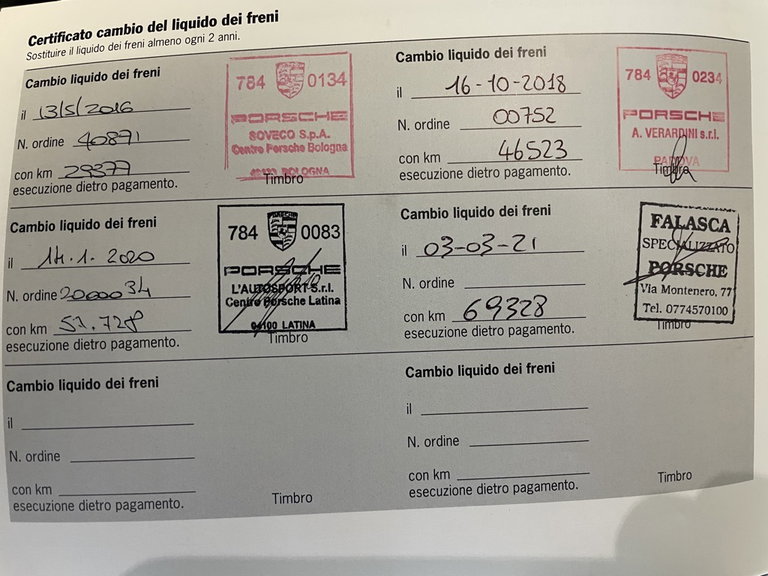 Certificato cambio del liquido dei freni
Sostituire il liquido dei freni almeno ogni 2 anni.
Cambio liquido dei freni
il 13/5/2016
N. ordine 40891
con km 29377
esecuzione dietro pagamento.
784 0134
PORSCHE
SOVECO S.p.A.
Centro Porsche Bologna
BOLOGNA
Timbro
Cambio liquido dei freni
il 16-10-2018
N. ordine 00752
con km 46523
esecuzione dietro pagamento.
784 0234
PORSCHE
A. VERARDINI s.r.l.
PADOVA
Timbro
Cambio liquido dei freni
il 14.1.2020
N. ordine 2000034
con km 57.728
esecuzione dietro pagamento.
784 0083
PORSCHE
L'AUTOSPORT S.r.l.
Centro Porsche Latina
04100 LATINA
Timbro
Cambio liquido dei freni
il 03-03-21
N. ordine
con km 69328
esecuzione dietro pagamento.
FALASCA
SPECIALIZZATO
PORSCHE
Via Montenero, 77
Tel. 0774570100
Timbro
Cambio liquido dei freni
il
N. ordine
con km
esecuzione dietro pagamento.
Timbro
Cambio liquido dei freni
il
N. ordine
con km
esecuzione dietro pagamento.
Timbro